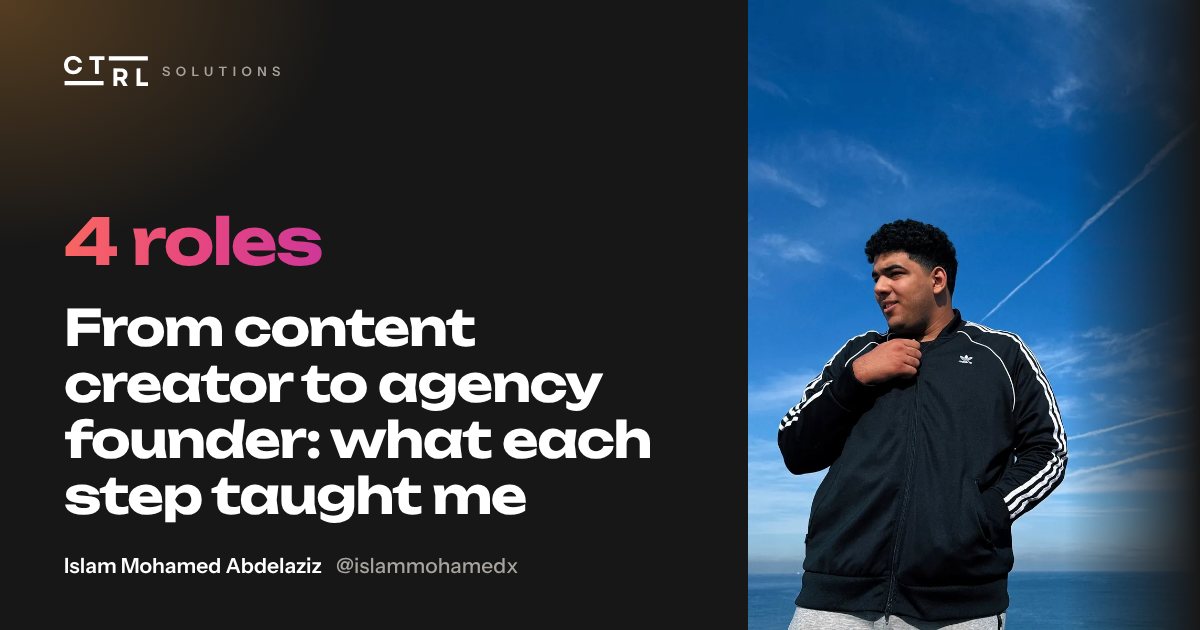 CTRL SOLUTIONS
4 roles
From content
creator to agency
founder: what each
step taught me
Islam Mohamed Abdelaziz @islammohamedx